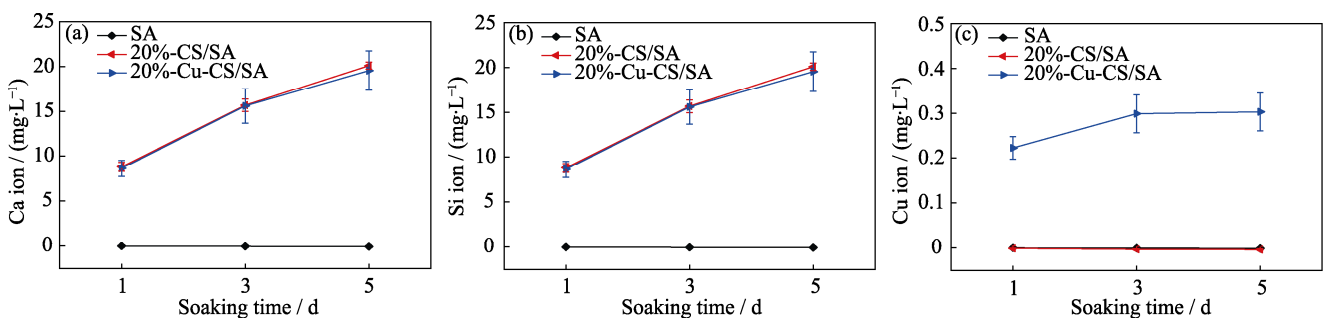 (a)
SA
20%-CS/SA
20%-Cu-CS/SA
Ca ion / (mg·L⁻¹)
25
20
15
10
5
0
1 3 5
Soaking time / d
(b)
SA
20%-CS/SA
20%-Cu-CS/SA
Si ion / (mg·L⁻¹)
25
20
15
10
5
0
1 3 5
Soaking time / d
(c)
SA
20%-CS/SA
20%-Cu-CS/SA
Cu ion / (mg·L⁻¹)
0.5
0.4
0.3
0.2
0.1
0
1 3 5
Soaking time / d